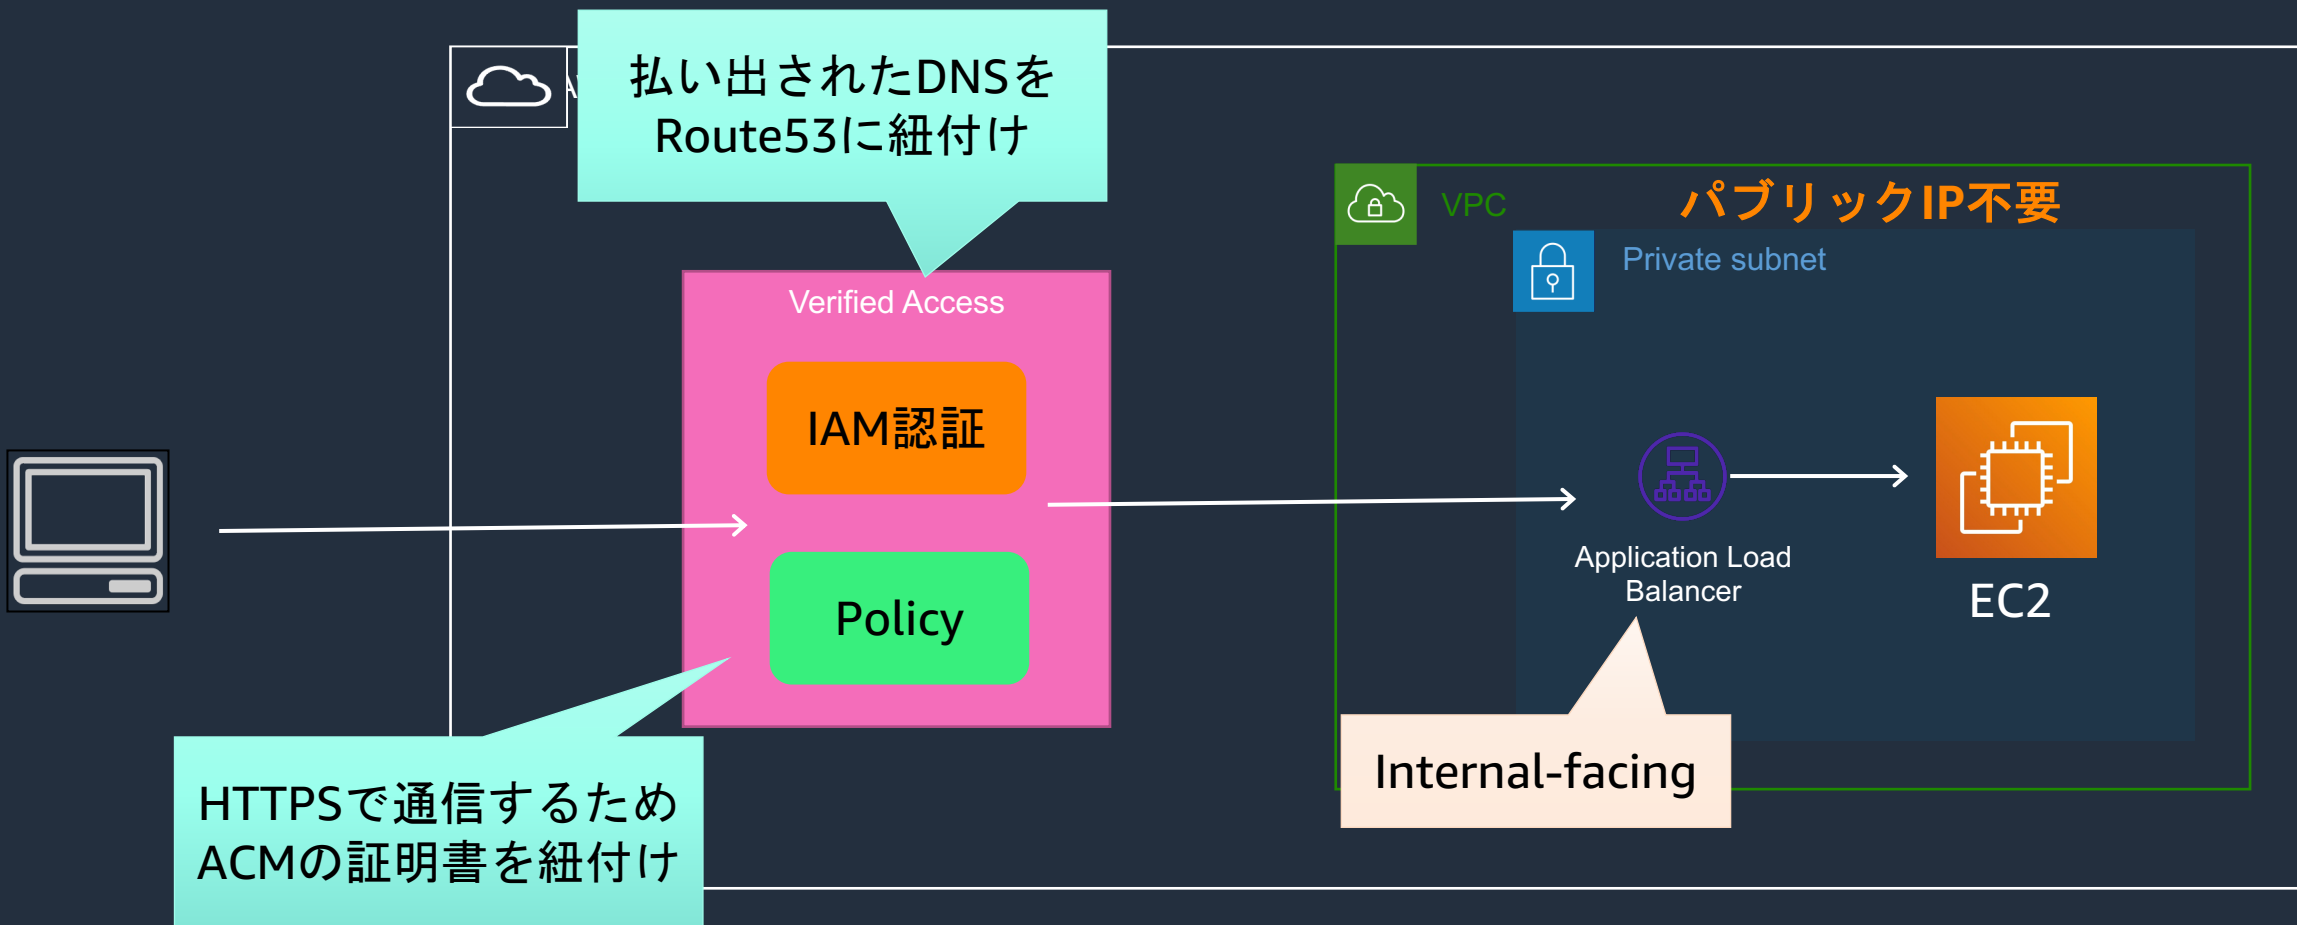 払い出されたDNSを
Route53に紐付け
VPC
パブリックIP不要
Private subnet
Verified Access
IAM認証
Policy
Application Load
Balancer
EC2
Internal-facing
HTTPSで通信するため
ACMの証明書を紐付け